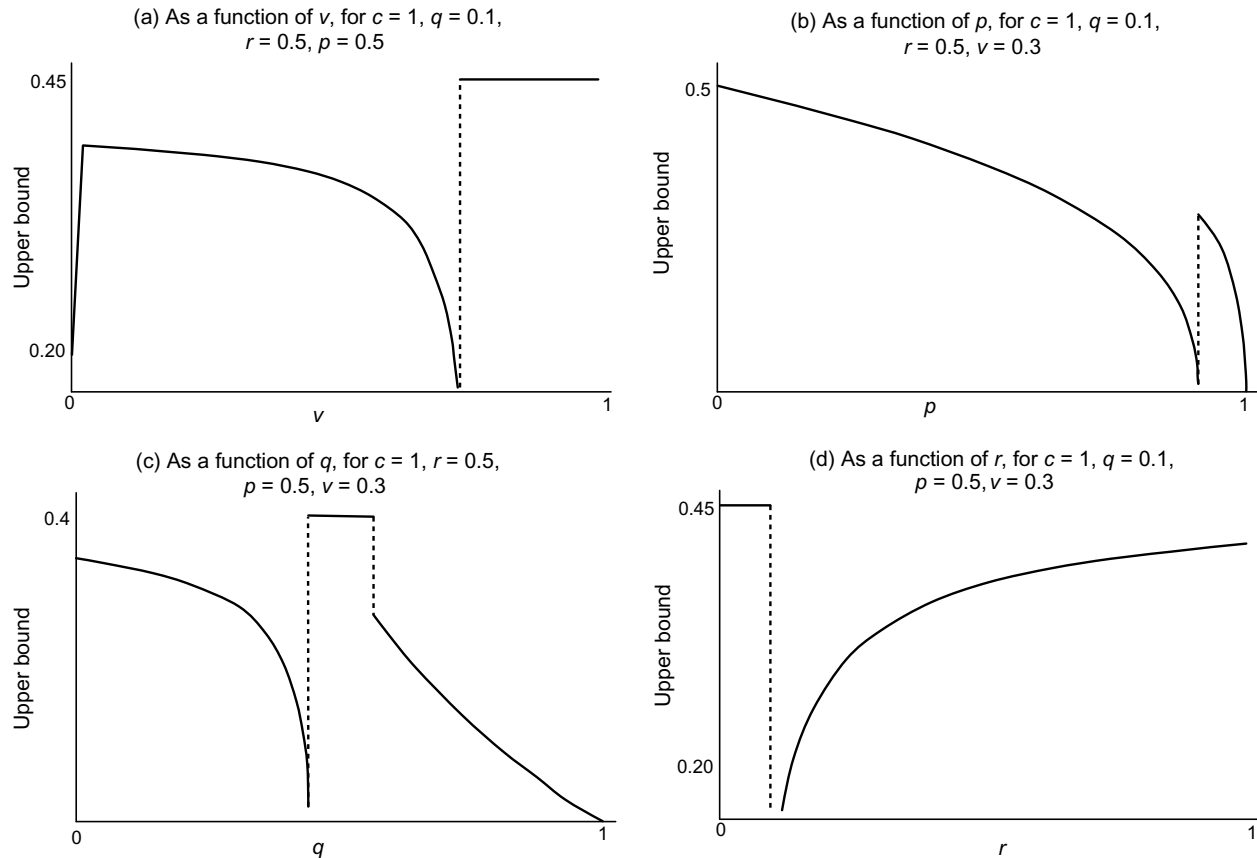 (a) As a function of v, for c = 1, q = 0.1,
r = 0.5, p = 0.5
0.45
Upper bound
0.20
0
1
v
(b) As a function of p, for c = 1, q = 0.1,
r = 0.5, v = 0.3
0.5
Upper bound
0
1
p
(c) As a function of q, for c = 1, r = 0.5,
p = 0.5, v = 0.3
0.4
Upper bound
0
1
q
(d) As a function of r, for c = 1, q = 0.1,
p = 0.5, v = 0.3
0.45
Upper bound
0.20
0
1
r